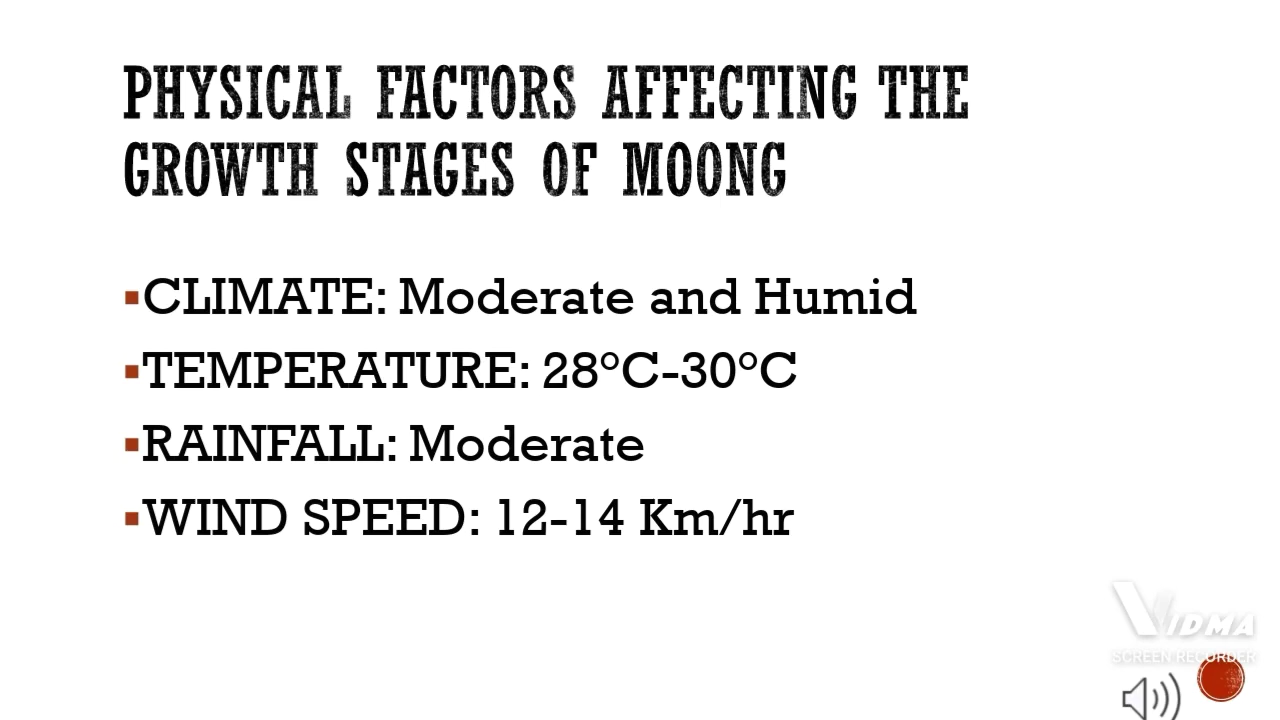 PHYSICAL FACTORS AFFECTING THE
GROWTH STAGES OF MOONG
▪CLIMATE: Moderate and Humid
▪TEMPERATURE: 28°C-30°C
▪RAINFALL: Moderate
▪WIND SPEED: 12-14 Km/hr
VIDMA
SCREEN RECORDER